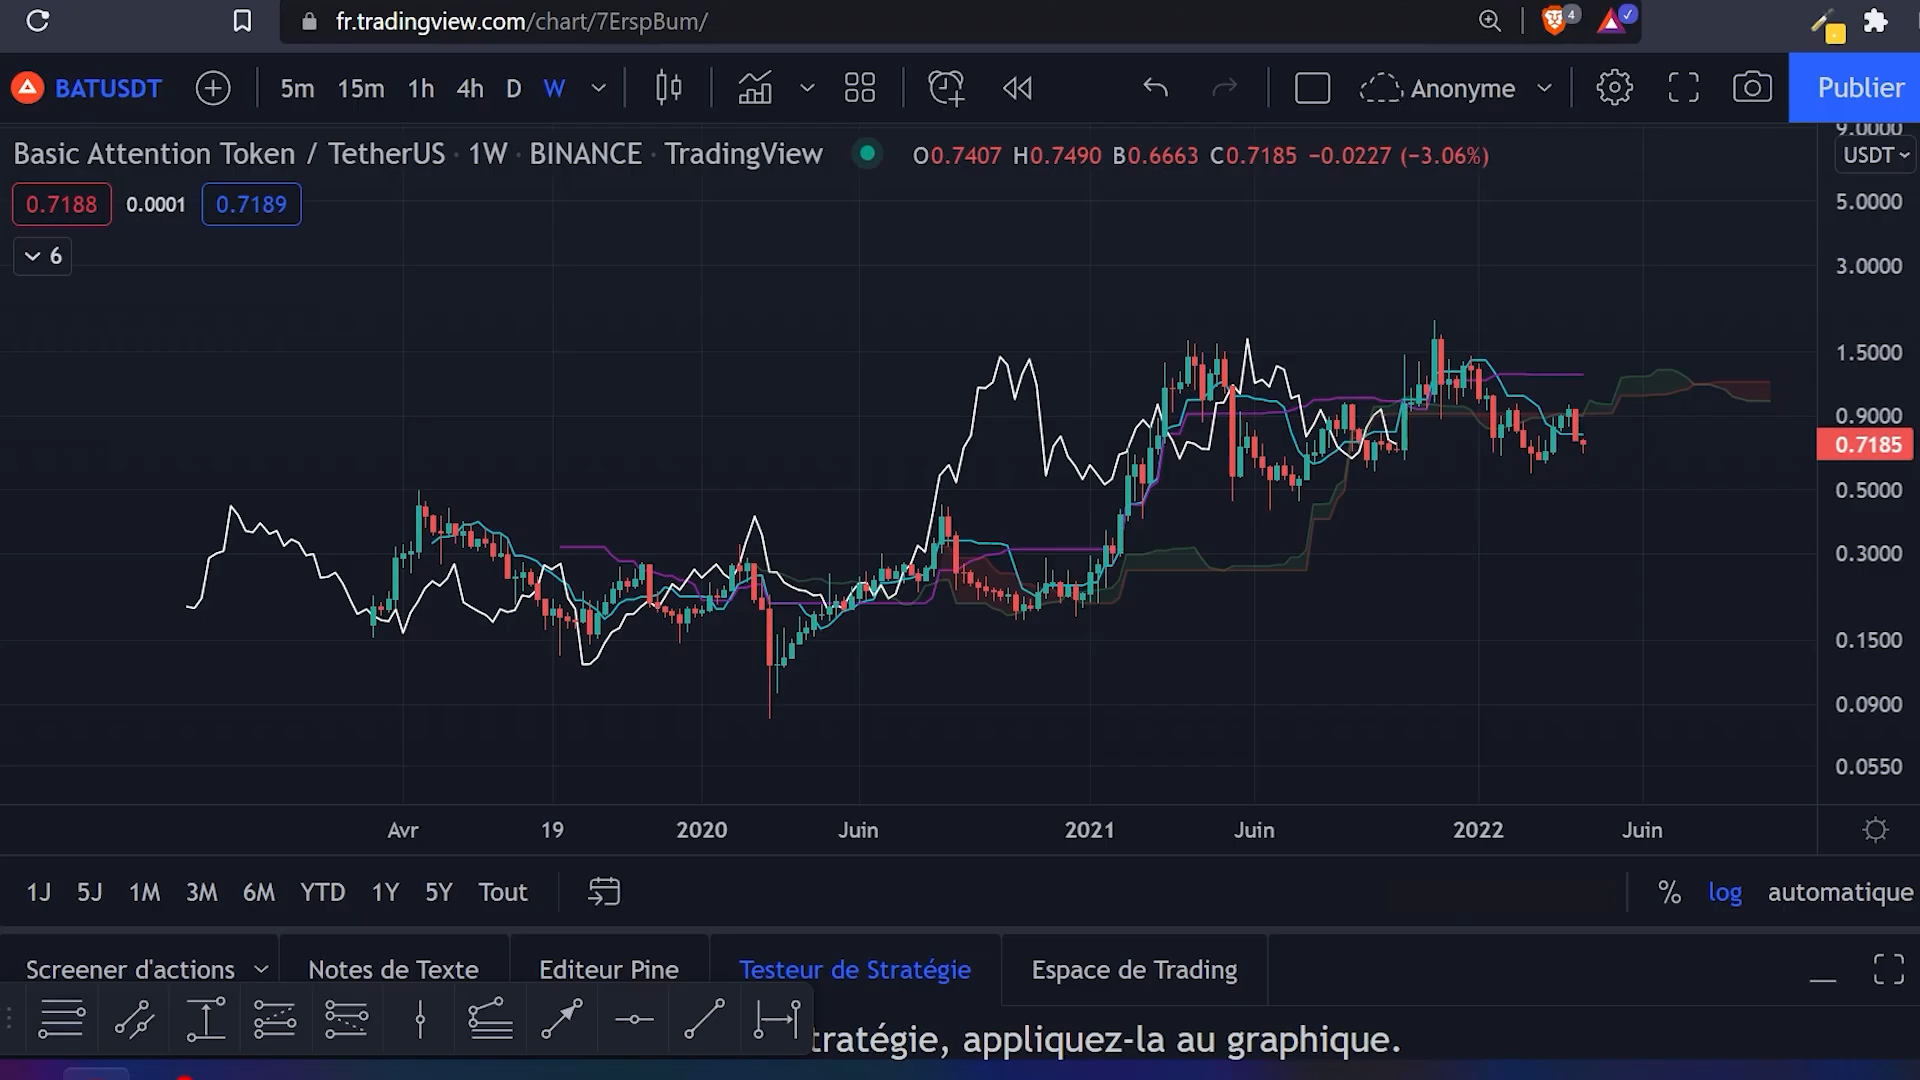 fr.tradingview.com/chart/7ErspBum/
4
BATUSDT 5m 15m 1h 4h D W Anonyme Publier
Basic Attention Token / TetherUS · 1W · BINANCE · TradingView O0.7407 H0.7490 B0.6663 C0.7185 −0.0227 (−3.06%)
USDT
0.7188 0.0001 0.7189
6
9.0000
5.0000
3.0000
1.5000
0.9000
0.7185
0.5000
0.3000
0.1500
0.0900
0.0550
Avr 19 2020 Juin 2021 Juin 2022 Juin
1J 5J 1M 3M 6M YTD 1Y 5Y Tout % log automatique
Screener d'actions Notes de Texte Editeur Pine Testeur de Stratégie Espace de Trading
tratégie, appliquez-la au graphique.